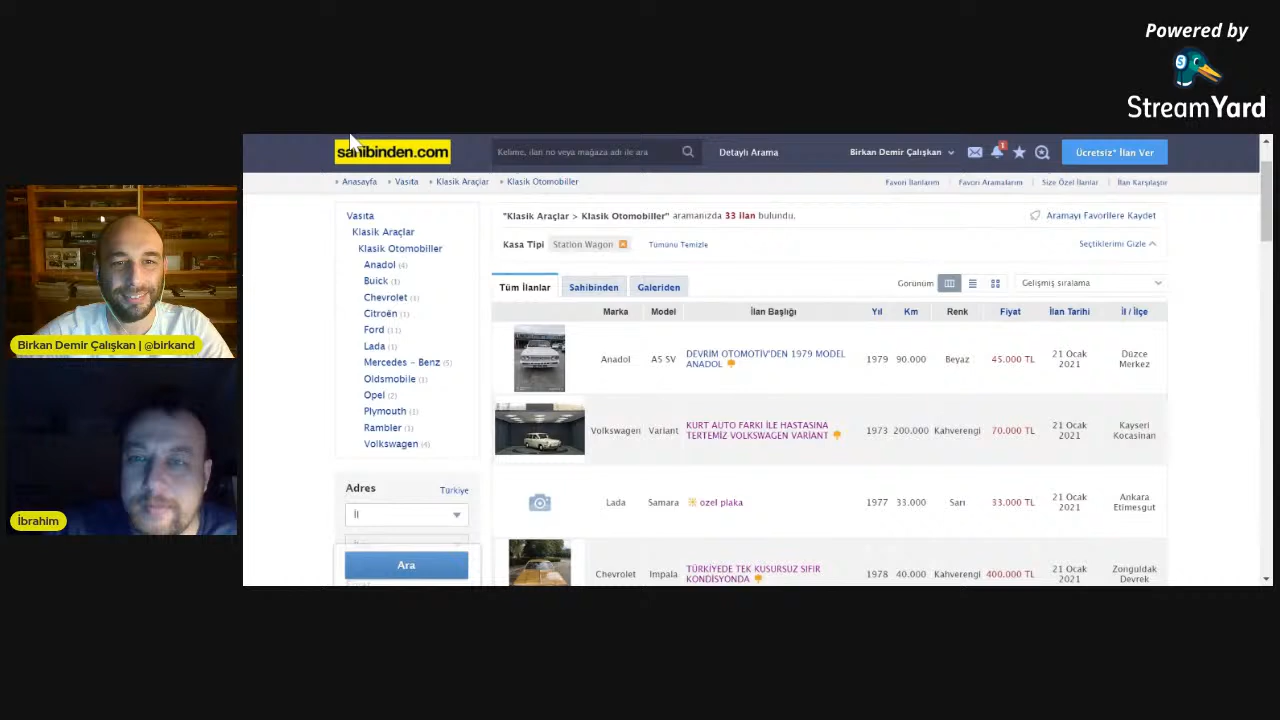 Powered by
StreamYard
sahibinden.com
Kelime, ilan no veya mağaza adı ile ara
Detaylı Arama
Birkan Demir Çalışkan
1
Ücretsiz* İlan Ver
Anasayfa
Vasıta
Klasik Araçlar
Klasik Otomobiller
Favori İlanlarım
Favori Aramalarım
Size Özel İlanlar
İlan Karşılaştır
Vasıta
Klasik Araçlar
Klasik Otomobiller
Anadol (4)
Buick (1)
Chevrolet
Citroën (1)
Ford (11)
Lada (1)
Mercedes - Benz (5)
Oldsmobile (1)
Opel (2)
Plymouth (1)
Rambler (1)
Volkswagen (4)
Adres
Türkiye
İl
Ara
"Klasik Araçlar > Klasik Otomobiller" aramanızda 33 ilan bulundu.
Aramayı Favorilere Kaydet
Kasa Tipi
Station Wagon
Tümünü Temizle
Seçtiklerimi Gizle
Tüm İlanlar
Sahibinden
Galeriden
Görünüm
Gelişmiş sıralama
Marka Model İlan Başlığı Yıl Km Renk Fiyat İlan Tarihi İl / İlçe
Anadol A5 SV DEVRİM OTOMOTİV'DEN 1979 MODEL
ANADOL
1979 90.000 Beyaz 45.000 TL
21 Ocak
2021
Düzce
Merkez
Volkswagen Variant KURT AUTO FARKI İLE HASTASINA
TERTEMİZ VOLKSWAGEN VARIANT
1973 200.000 Kahverengi 70.000 TL
21 Ocak
2021
Kayseri
Kocasinan
Lada Samara özel plaka 1977 33.000 Sarı 33.000 TL
21 Ocak
2021
Ankara
Etimesgut
Chevrolet Impala TÜRKİYEDE TEK KUSURSUZ SIFIR
KONDİSYONDA
1978 40.000 Kahverengi 400.000 TL
21 Ocak
2021
Zonguldak
Devrek
Birkan Demir Çalışkan | @birkand
İbrahim